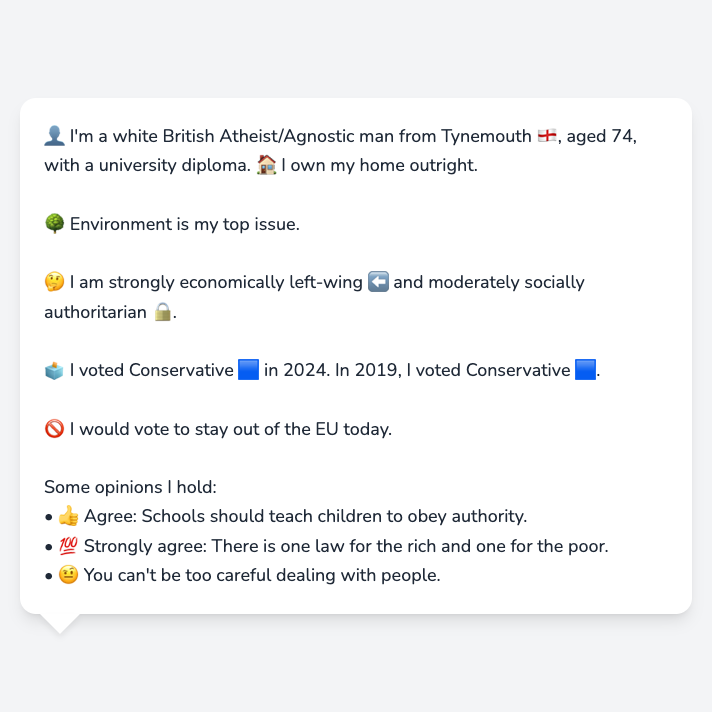 👤 I'm a white British Atheist/Agnostic man from Tynemouth 🏴󠁧󠁢󠁥󠁮󠁧󠁿, aged 74,
with a university diploma. 🏠 I own my home outright.
🌳 Environment is my top issue.
🤔 I am strongly economically left-wing ⬅️ and moderately socially
authoritarian 🔒.
🗳️ I voted Conservative 🟦 in 2024. In 2019, I voted Conservative 🟦.
🚫 I would vote to stay out of the EU today.
Some opinions I hold:
• 👍 Agree: Schools should teach children to obey authority.
• 💯 Strongly agree: There is one law for the rich and one for the poor.
• 🤨 You can't be too careful dealing with people.